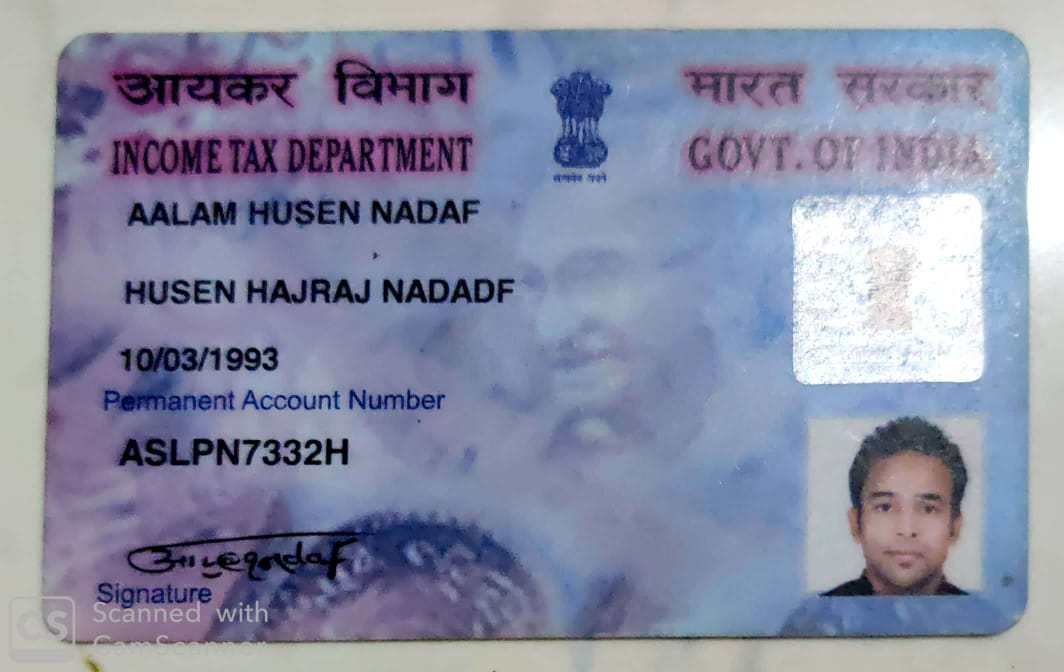 आयकर विभाग
INCOME TAX DEPARTMENT
भारत सरकार
GOVT. OF INDIA
सत्यमेव जयते
AALAM HUSEN NADAF
HUSEN HAJRAJ NADADF
10/03/1993
Permanent Account Number
ASLPN7332H
Signature
CS
Scanned with
CamScanner